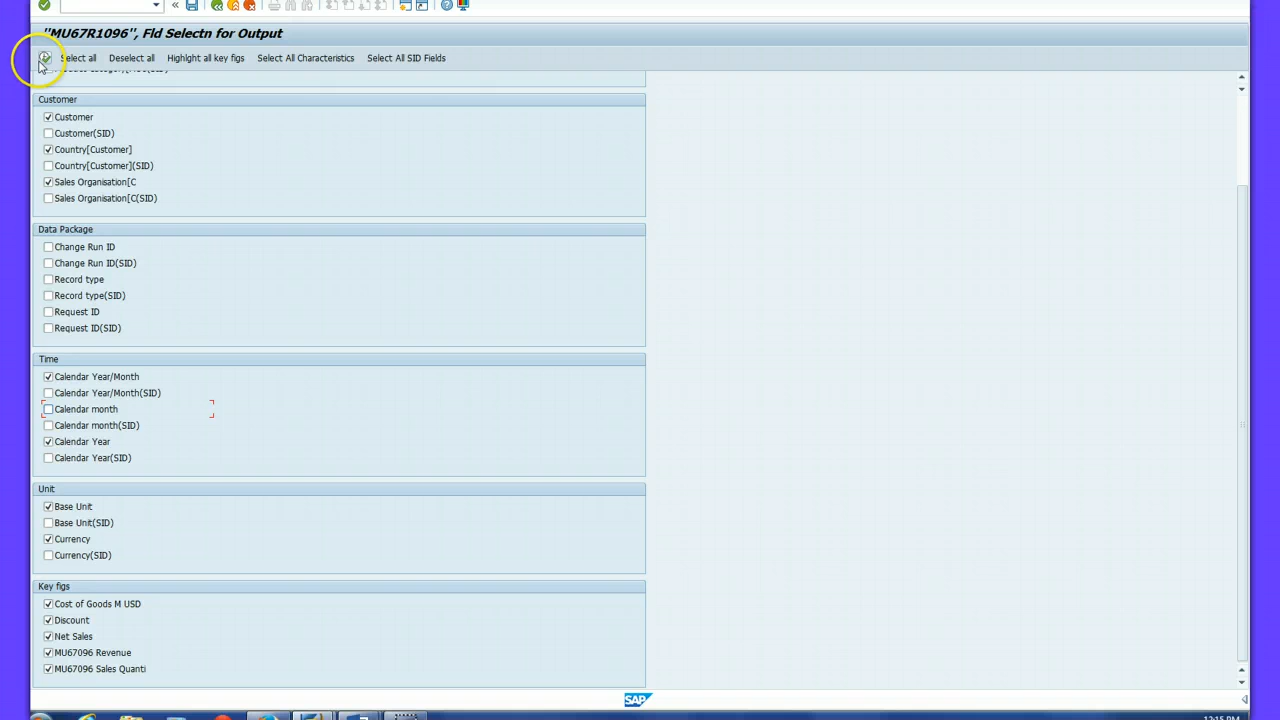 "MU67R1096", Fld Selectn for Output
Select all Deselect all Highlght all key figs Select All Characteristics Select All SID Fields
Customer
Customer
Customer(SID)
Country[Customer]
Country[Customer](SID)
Sales Organisation[C
Sales Organisation[C(SID)
Data Package
Change Run ID
Change Run ID(SID)
Record type
Record type(SID)
Request ID
Request ID(SID)
Time
Calendar Year/Month
Calendar Year/Month(SID)
Calendar month
Calendar month(SID)
Calendar Year
Calendar Year(SID)
Unit
Base Unit
Base Unit(SID)
Currency
Currency(SID)
Key figs
Cost of Goods M USD
Discount
Net Sales
MU67096 Revenue
MU67096 Sales Quanti
SAP
12:15 PM